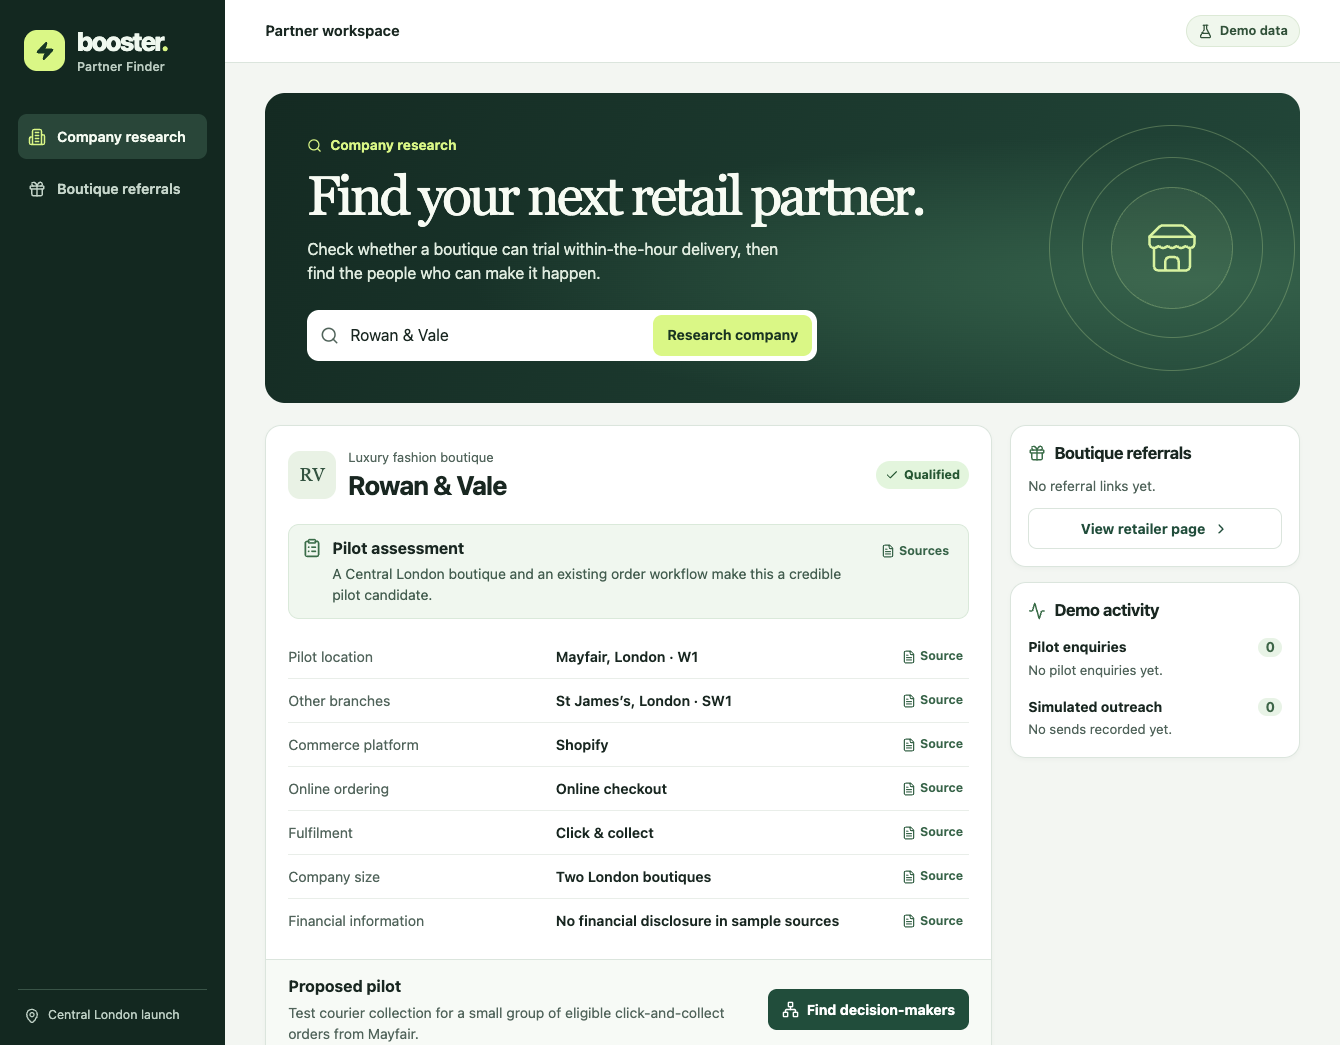 booster.
Partner Finder
Company research
Boutique referrals
Central London launch
Partner workspace
Demo data
Company research
Find your next retail partner.
Check whether a boutique can trial within-the-hour delivery, then
find the people who can make it happen.
Rowan & Vale
Research company
RV
Luxury fashion boutique
Rowan & Vale
Qualified
Pilot assessment
Sources
A Central London boutique and an existing order workflow make this a credible
pilot candidate.
Pilot location Mayfair, London · W1 Source
Other branches St James’s, London · SW1 Source
Commerce platform Shopify Source
Online ordering Online checkout Source
Fulfilment Click & collect Source
Company size Two London boutiques Source
Financial information No financial disclosure in sample sources Source
Proposed pilot
Test courier collection for a small group of eligible click-and-collect
orders from Mayfair.
Find decision-makers
Boutique referrals
No referral links yet.
View retailer page
Demo activity
Pilot enquiries 0
No pilot enquiries yet.
Simulated outreach 0
No sends recorded yet.